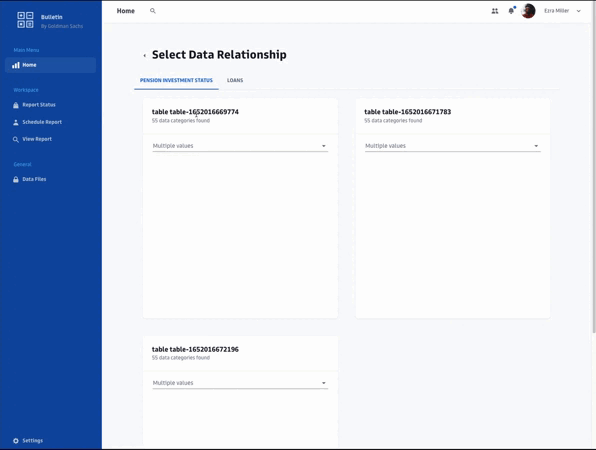 Bulletin
By Goldman Sachs
Main Menu
Home
Workspace
Report Status
Schedule Report
View Report
General
Data Files
Settings
Home
Ezra Miller
Select Data Relationship
PENSION INVESTMENT STATUS
LOANS
table table-1652016669774
55 data categories found
Multiple values
table table-1652016671783
55 data categories found
Multiple values
table table-1652016672196
55 data categories found
Multiple values